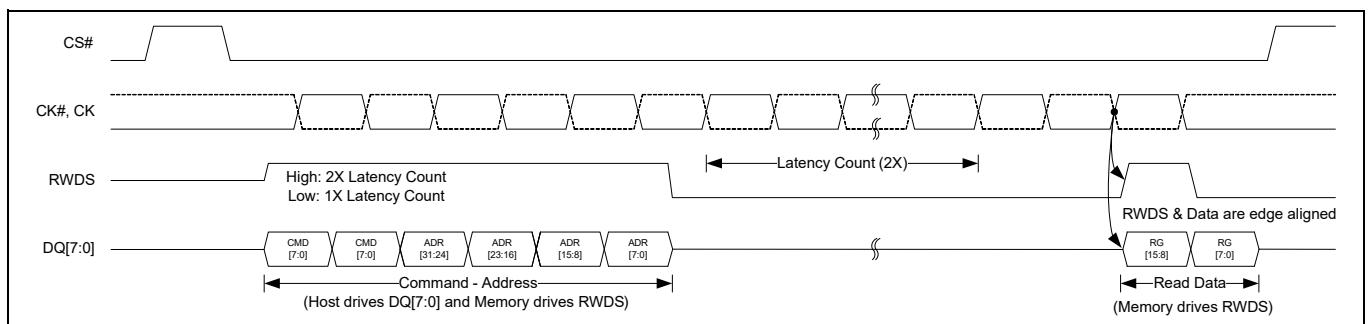 CS#
CK#, CK
Latency Count (2X)
RWDS
High: 2X Latency Count
Low: 1X Latency Count
RWDS & Data are edge aligned
DQ[7:0]
CMD
[7:0]
CMD
[7:0]
ADR
[31:24]
ADR
[23:16]
ADR
[15:8]
ADR
[7:0]
RG
[15:8]
RG
[7:0]
Command - Address
(Host drives DQ[7:0] and Memory drives RWDS)
Read Data
(Memory drives RWDS)